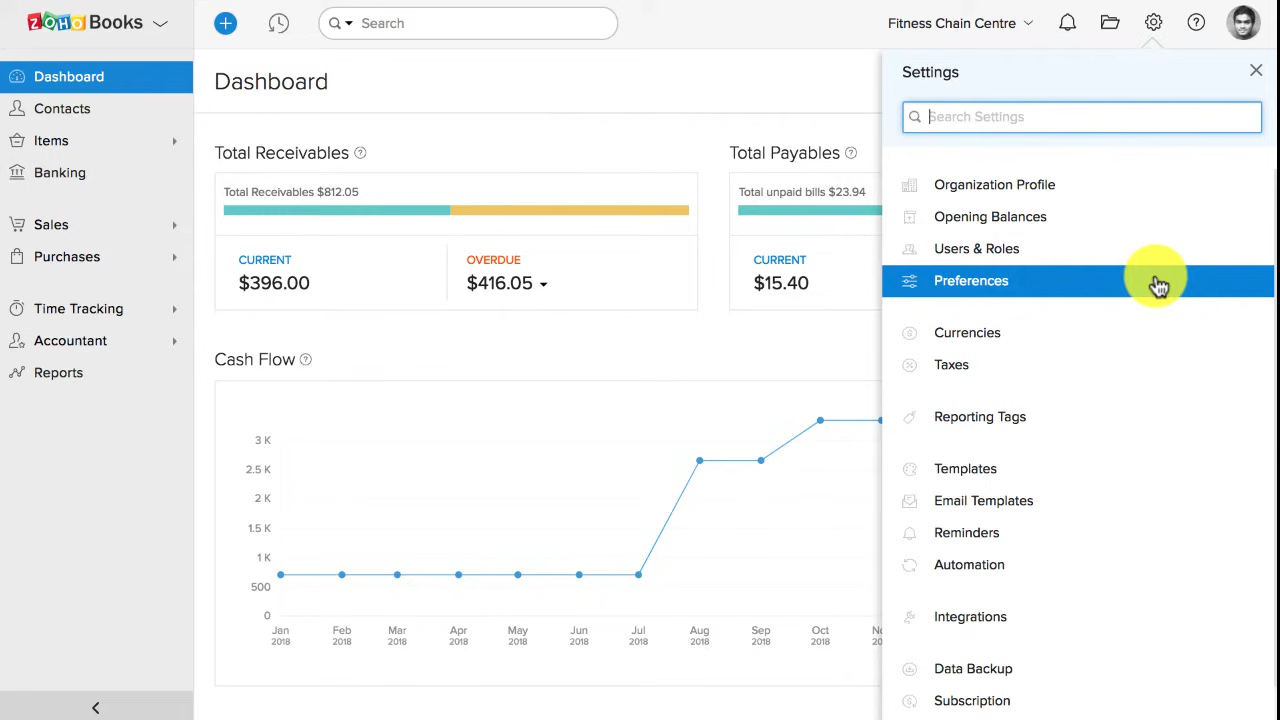 ZOHO Books
Search
Fitness Chain Centre
Dashboard
Contacts
Items
Banking
Sales
Purchases
Time Tracking
Accountant
Reports
Dashboard
Total Receivables
Total Receivables $812.05
CURRENT
$396.00
OVERDUE
$416.05
Total Payables
Total unpaid bills $23.94
CURRENT
$15.40
Cash Flow
3 K
2.5 K
2 K
1.5 K
1 K
500
0
Jan Feb Mar Apr May Jun Jul Aug Sep Oct
2018 2018 2018 2018 2018 2018 2018 2018 2018 2018
Settings
Search Settings
Organization Profile
Opening Balances
Users & Roles
Preferences
Currencies
Taxes
Reporting Tags
Templates
Email Templates
Reminders
Automation
Integrations
Data Backup
Subscription